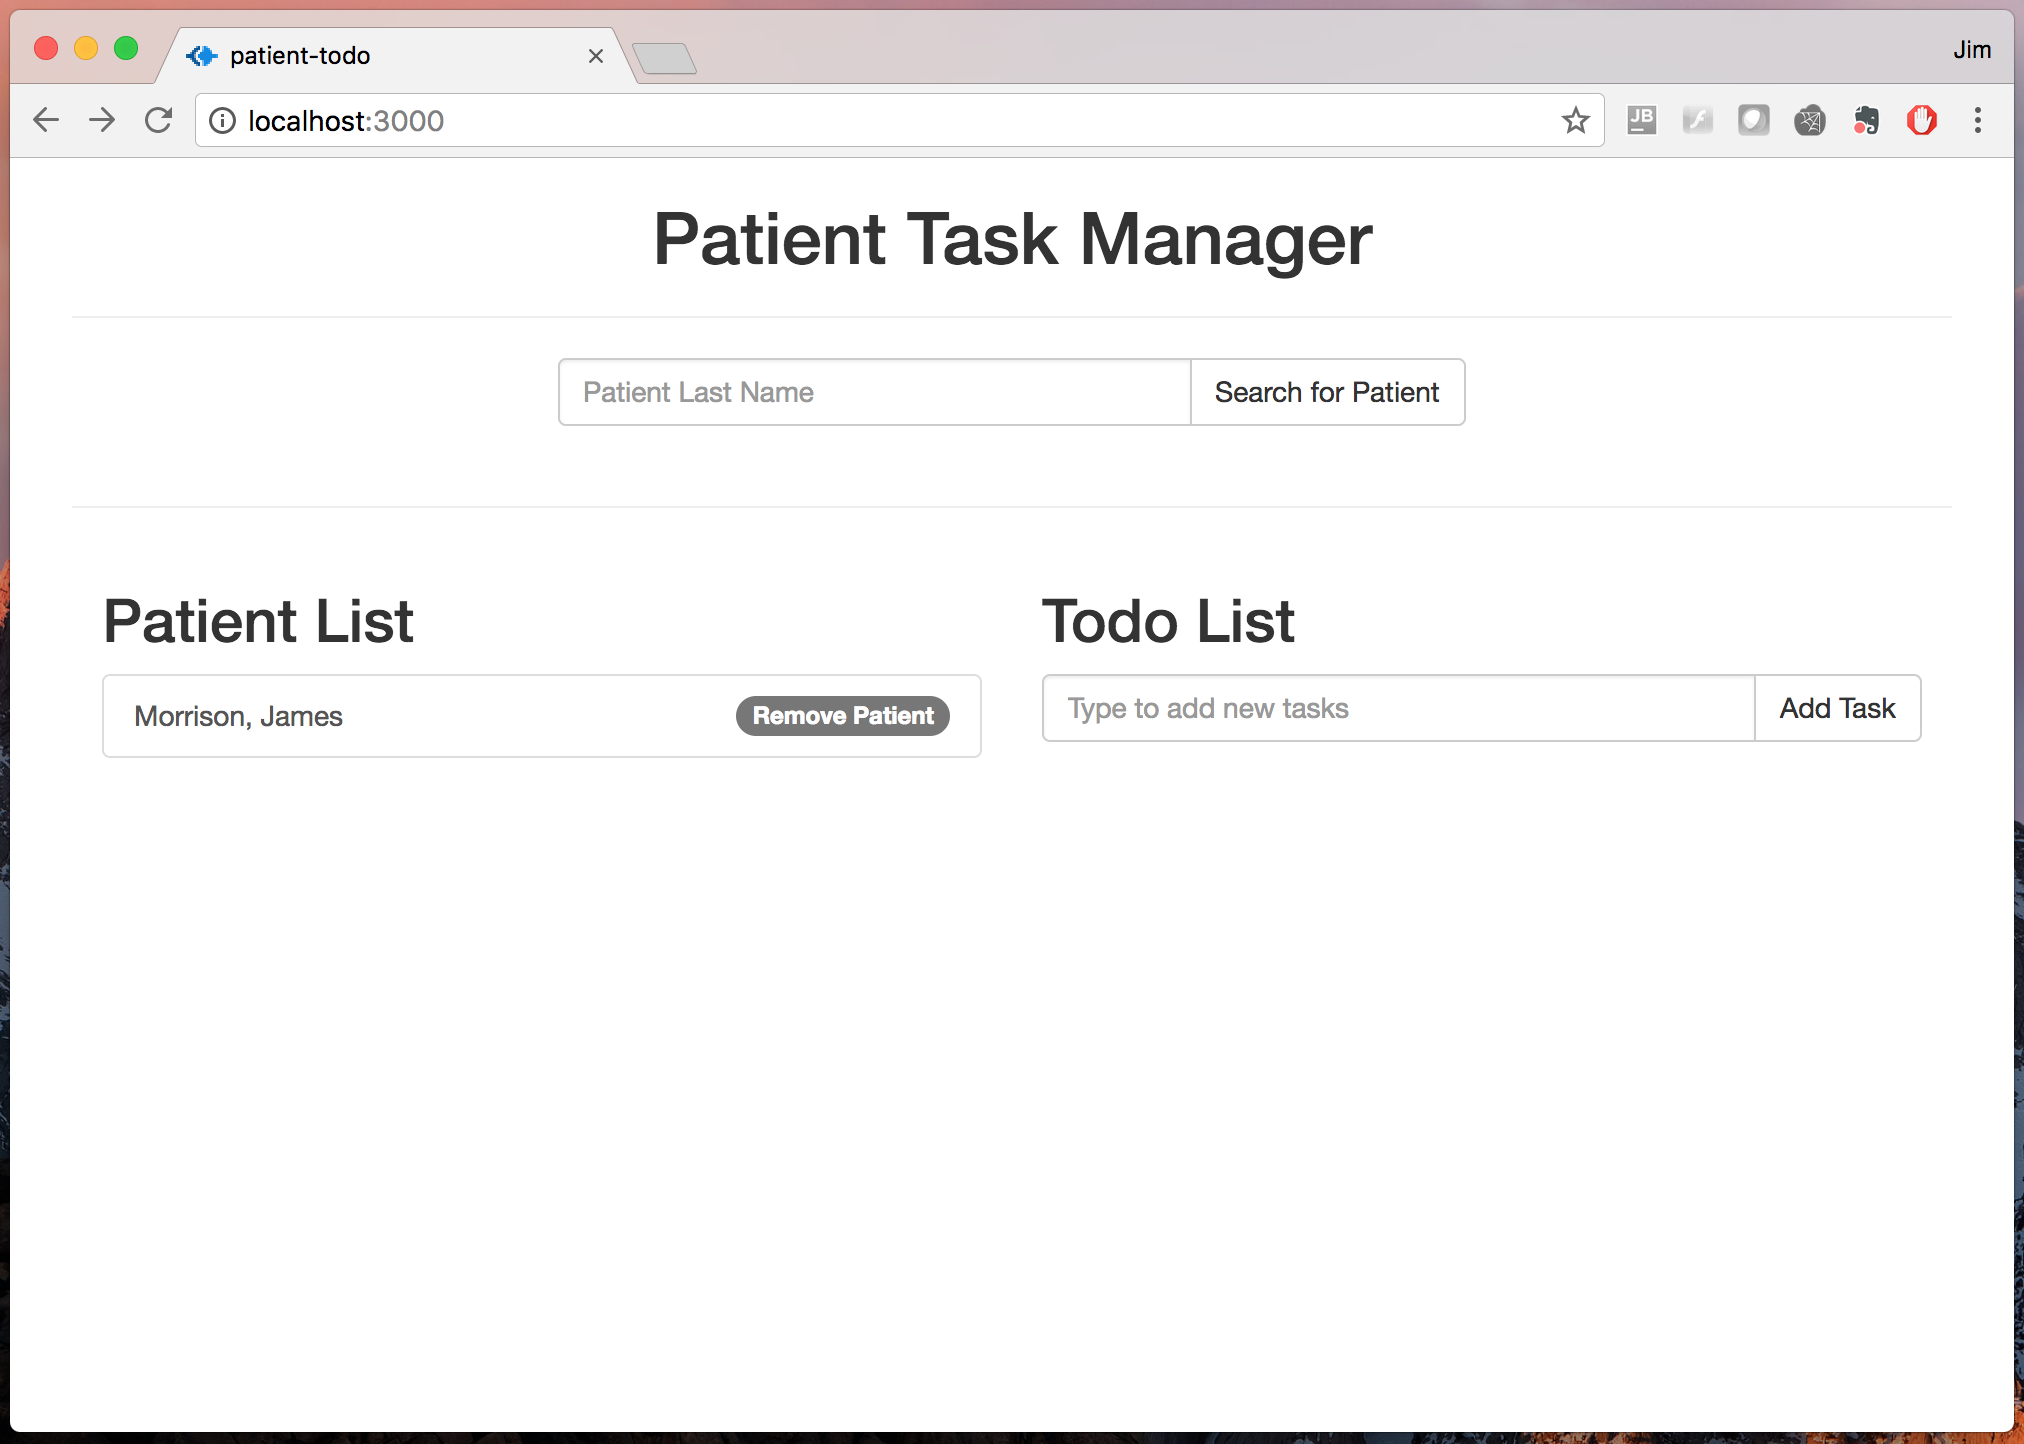 patient-todo
Jim
localhost:3000
JB
Patient Task Manager
Patient Last Name
Search for Patient
Patient List
Todo List
Morrison, James
Remove Patient
Type to add new tasks
Add Task